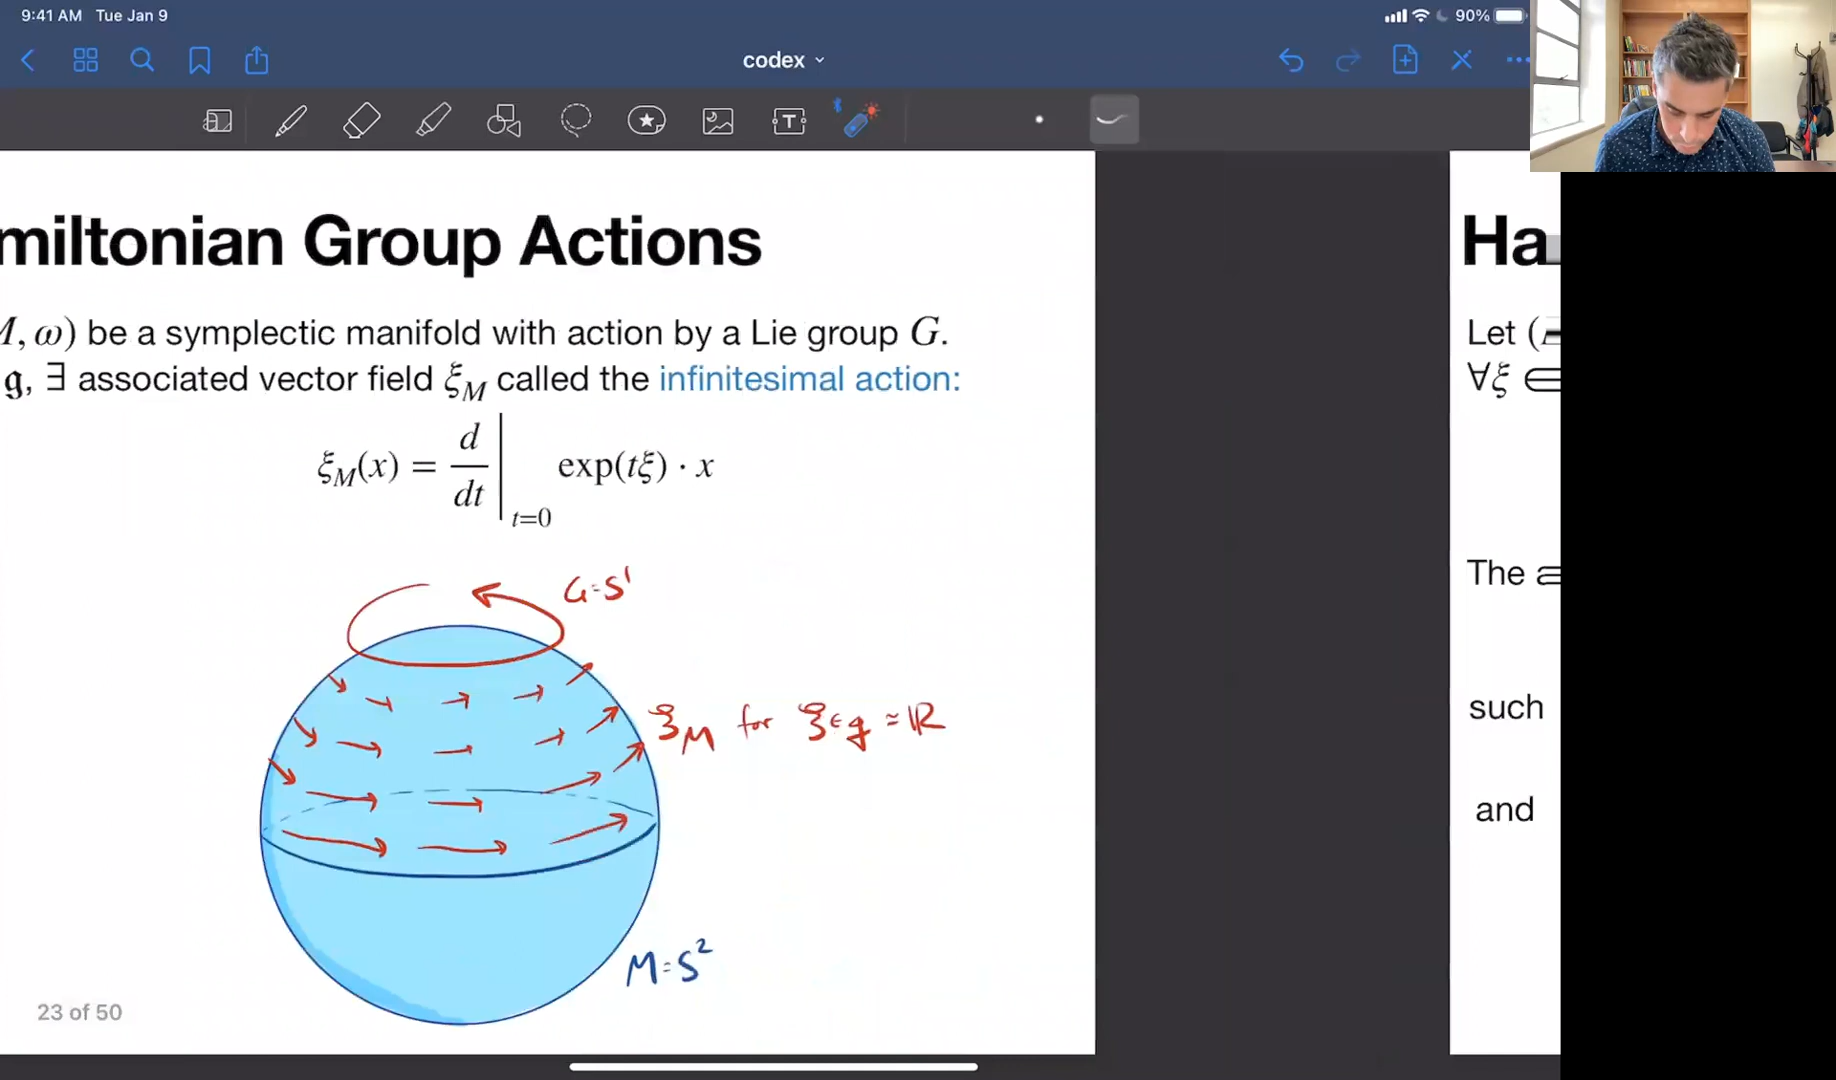 9:41 AM Tue Jan 9
90%
codex
miltonian Group Actions
M, ω) be a symplectic manifold with action by a Lie group G.
𝔤, ∃ associated vector field ξ_M called the infinitesimal action:
ξ_M(x) = d/dt |_{t=0} exp(tξ) · x
G=S¹
ξ_M for ξ∈𝔤 ≃ ℝ
M=S²
23 of 50
Ha
Let (
∀ξ ∈
The
such
and